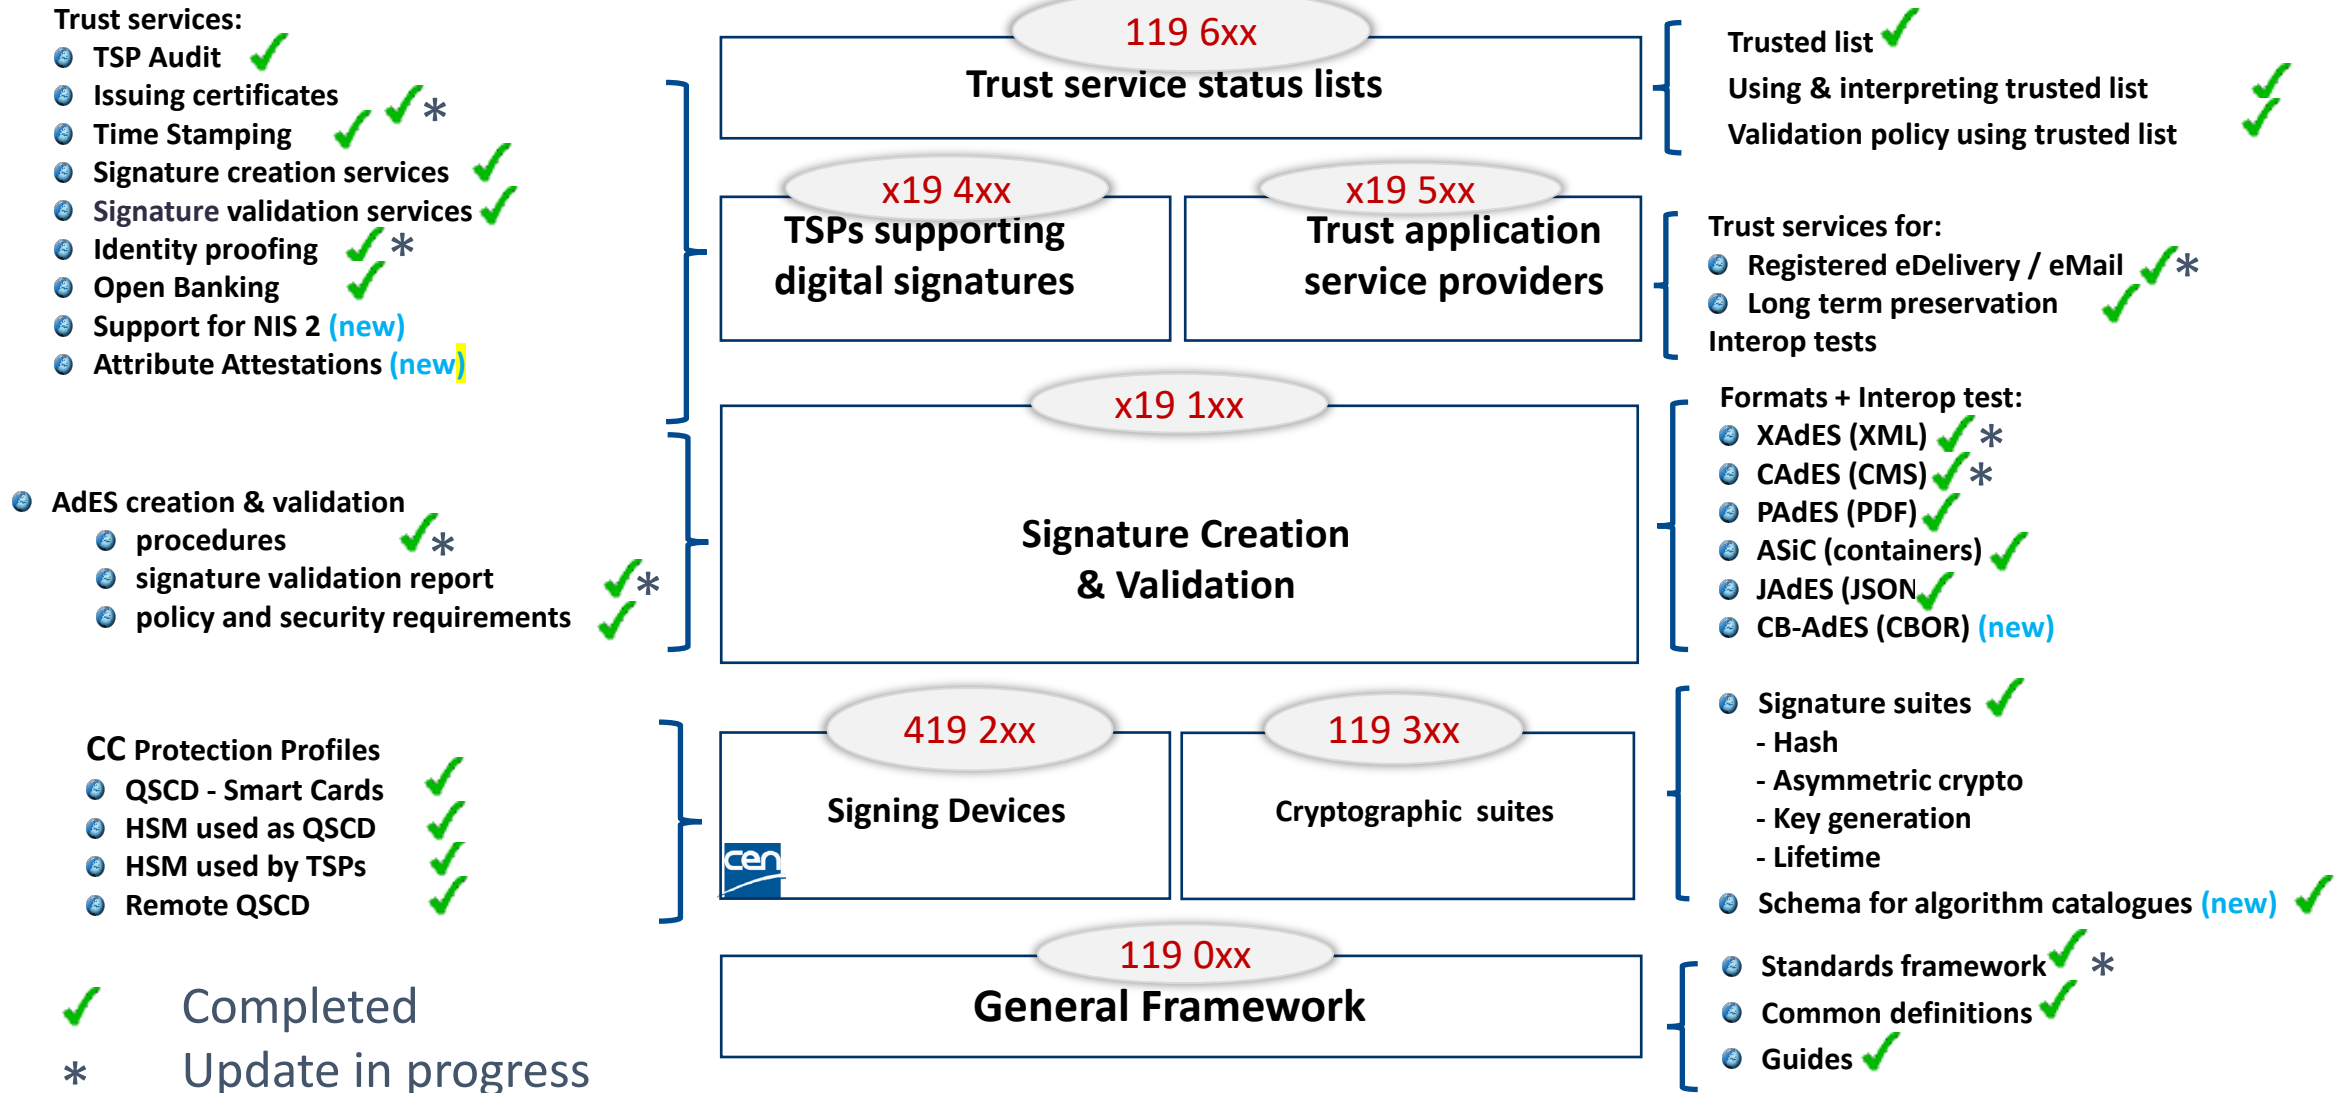 Trust services:
TSP Audit
Issuing certificates
*
Time Stamping
Signature creation services
Signature validation services
Identity proofing *
Open Banking
Support for NIS 2 (new)
Attribute Attestations (new)
AdES creation & validation
procedures *
signature validation report *
policy and security requirements
CC Protection Profiles
QSCD - Smart Cards
HSM used as QSCD
HSM used by TSPs
Remote QSCD
Completed
* Update in progress
119 6xx
Trust service status lists
x19 4xx
TSPs supporting
digital signatures
x19 5xx
Trust application
service providers
x19 1xx
Signature Creation
& Validation
419 2xx
Signing Devices
cen
119 3xx
Cryptographic suites
119 0xx
General Framework
Trusted list
Using & interpreting trusted list
Validation policy using trusted list
Trust services for:
Registered eDelivery / eMail *
Long term preservation
Interop tests
Formats + Interop test:
XAdES (XML) *
CAdES (CMS) *
PAdES (PDF)
ASiC (containers)
JAdES (JSON
CB-AdES (CBOR) (new)
Signature suites
- Hash
- Asymmetric crypto
- Key generation
- Lifetime
Schema for algorithm catalogues (new)
Standards framework *
Common definitions
Guides